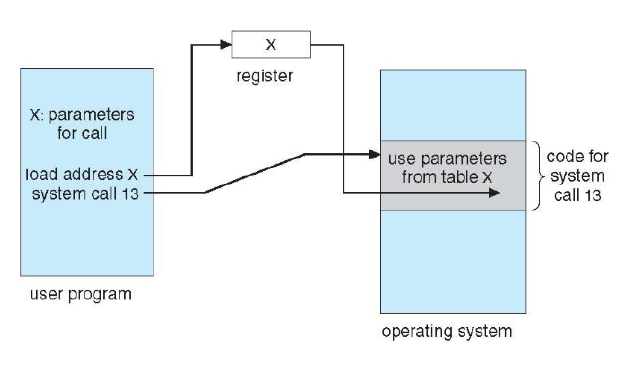 X
register
X: parameters
for call
load address X
system call 13
user program
use parameters
from table X
code for
system
call 13
operating system